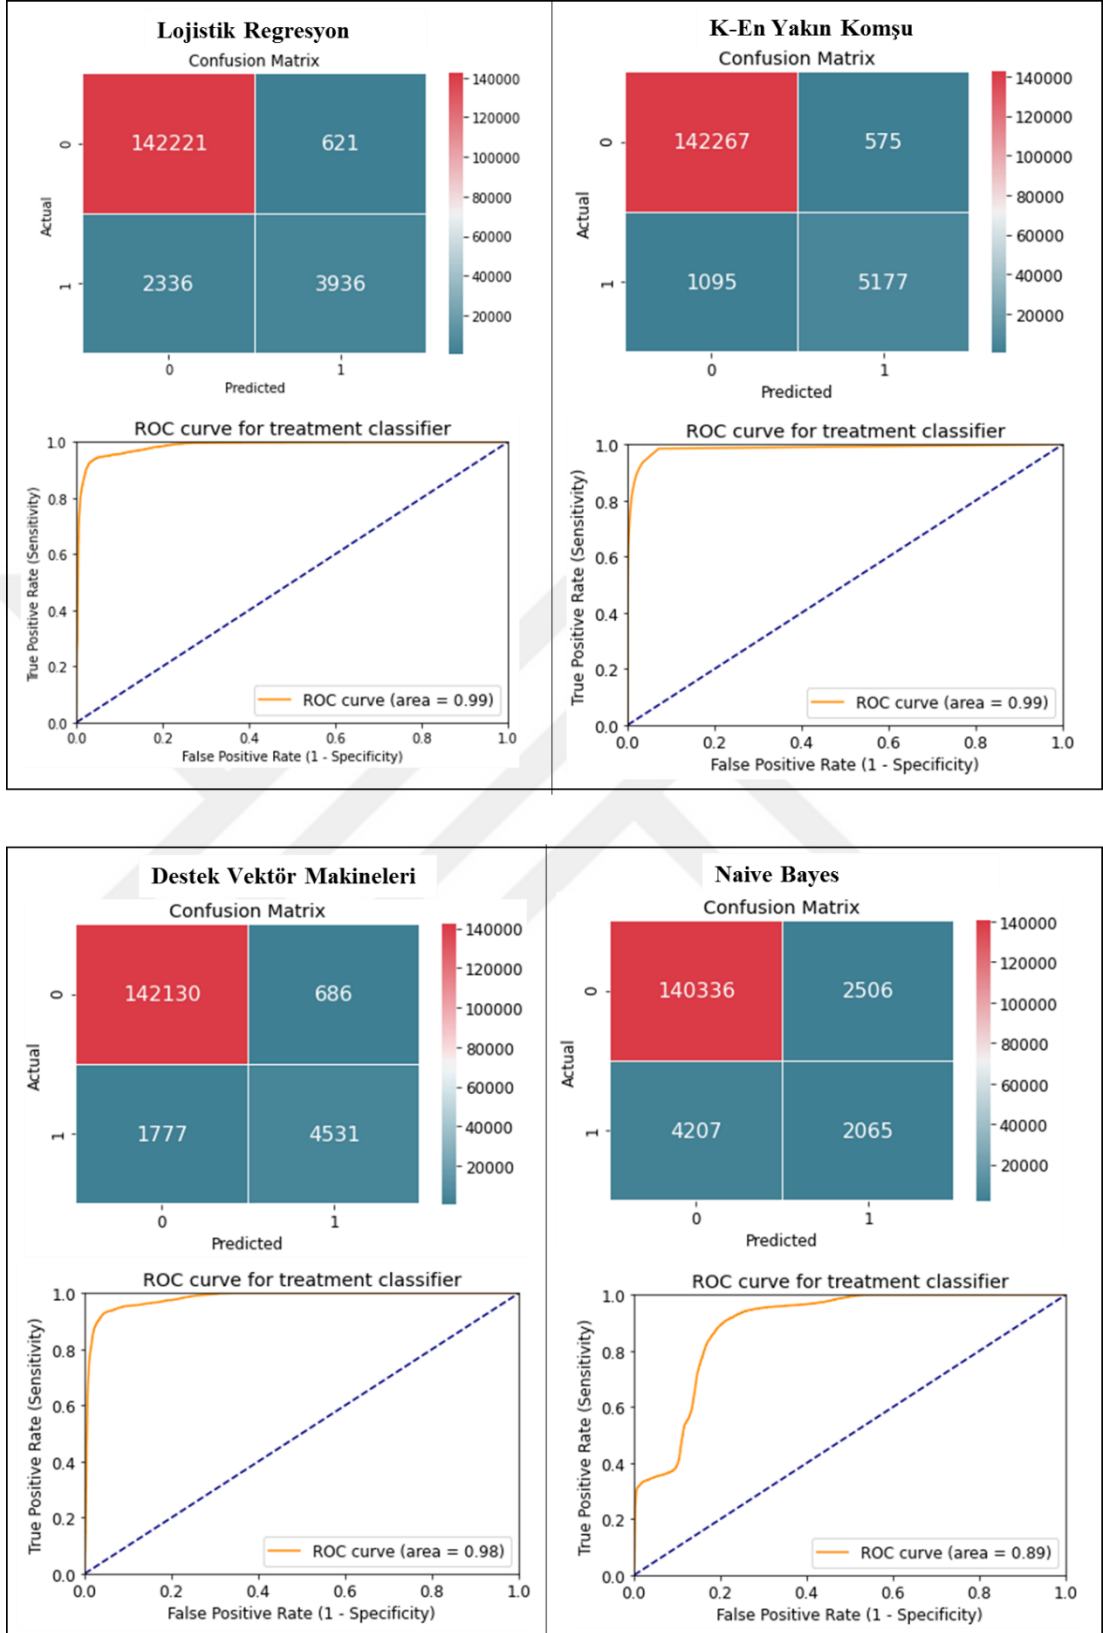 Lojistik Regresyon
Confusion Matrix
142221 621
2336 3936
0
1
Actual
0 1
Predicted
140000
120000
100000
80000
60000
40000
20000
ROC curve for treatment classifier
True Positive Rate (Sensitivity)
1.0
0.8
0.6
0.4
0.2
0.0
ROC curve (area = 0.99)
0.0 0.2 0.4 0.6 0.8 1.0
False Positive Rate (1 - Specificity)
K-En Yakın Komşu
Confusion Matrix
142267 575
1095 5177
0
1
Actual
0 1
Predicted
140000
120000
100000
80000
60000
40000
20000
ROC curve for treatment classifier
True Positive Rate (Sensitivity)
1.0
0.8
0.6
0.4
0.2
0.0
ROC curve (area = 0.99)
0.0 0.2 0.4 0.6 0.8 1.0
False Positive Rate (1 - Specificity)
Destek Vektör Makineleri
Confusion Matrix
142130 686
1777 4531
0
1
Actual
0 1
Predicted
140000
120000
100000
80000
60000
40000
20000
ROC curve for treatment classifier
True Positive Rate (Sensitivity)
1.0
0.8
0.6
0.4
0.2
0.0
ROC curve (area = 0.98)
0.0 0.2 0.4 0.6 0.8 1.0
False Positive Rate (1 - Specificity)
Naive Bayes
Confusion Matrix
140336 2506
4207 2065
0
1
Actual
0 1
Predicted
140000
120000
100000
80000
60000
40000
20000
ROC curve for treatment classifier
True Positive Rate (Sensitivity)
1.0
0.8
0.6
0.4
0.2
0.0
ROC curve (area = 0.89)
0.0 0.2 0.4 0.6 0.8 1.0
False Positive Rate (1 - Specificity)